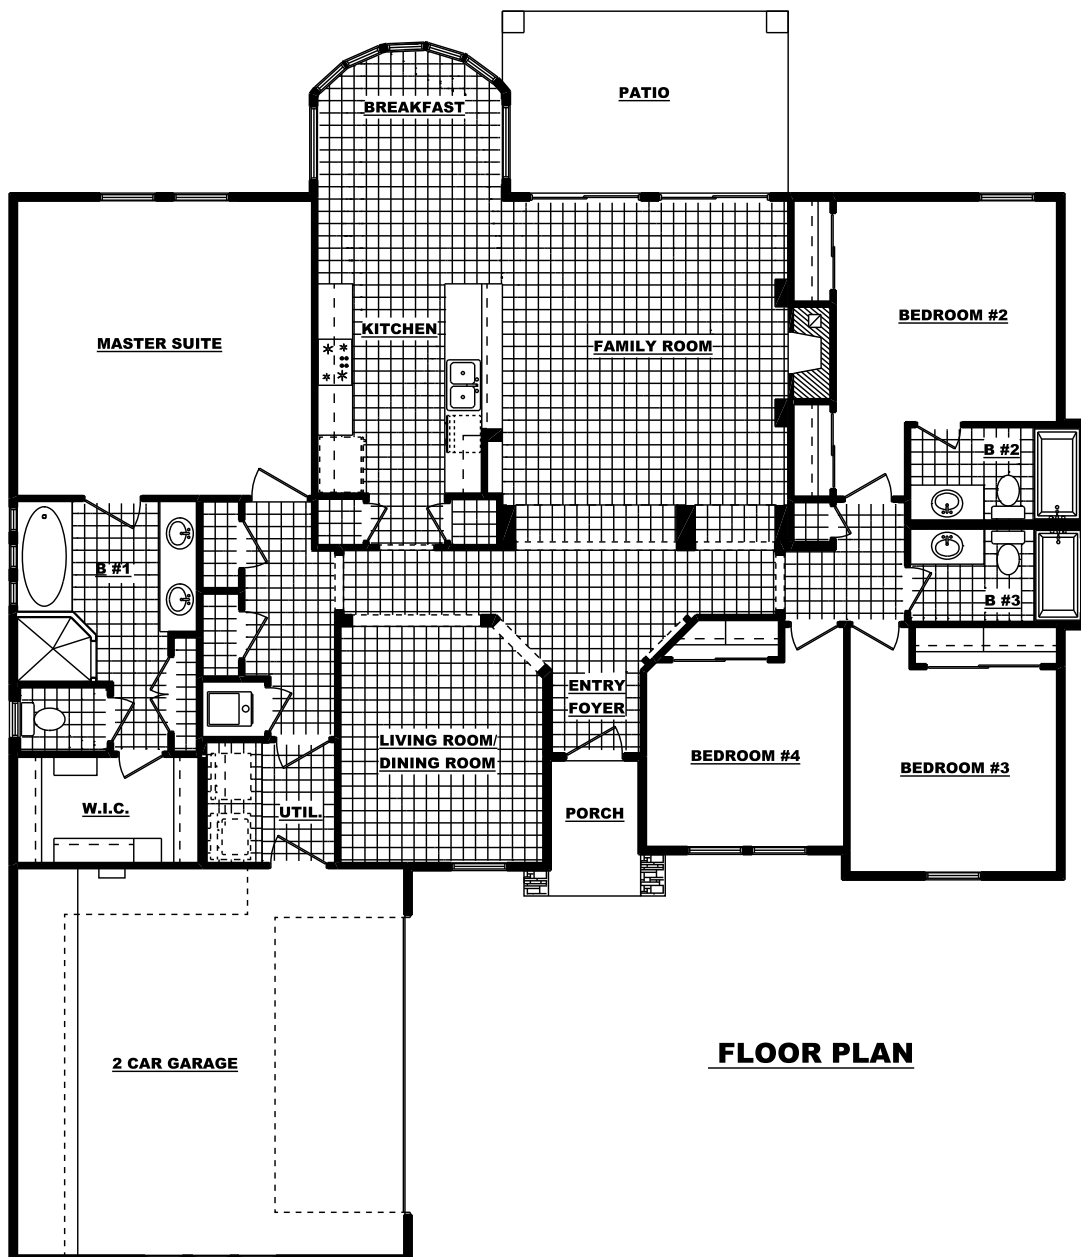 PATIO
BREAKFAST
BEDROOM #2
KITCHEN
MASTER SUITE
FAMILY ROOM
B #2
B #1
B #3
ENTRY
FOYER
LIVING ROOM/
DINING ROOM
BEDROOM #4
BEDROOM #3
W.I.C.
UTIL.
PORCH
FLOOR PLAN
2 CAR GARAGE